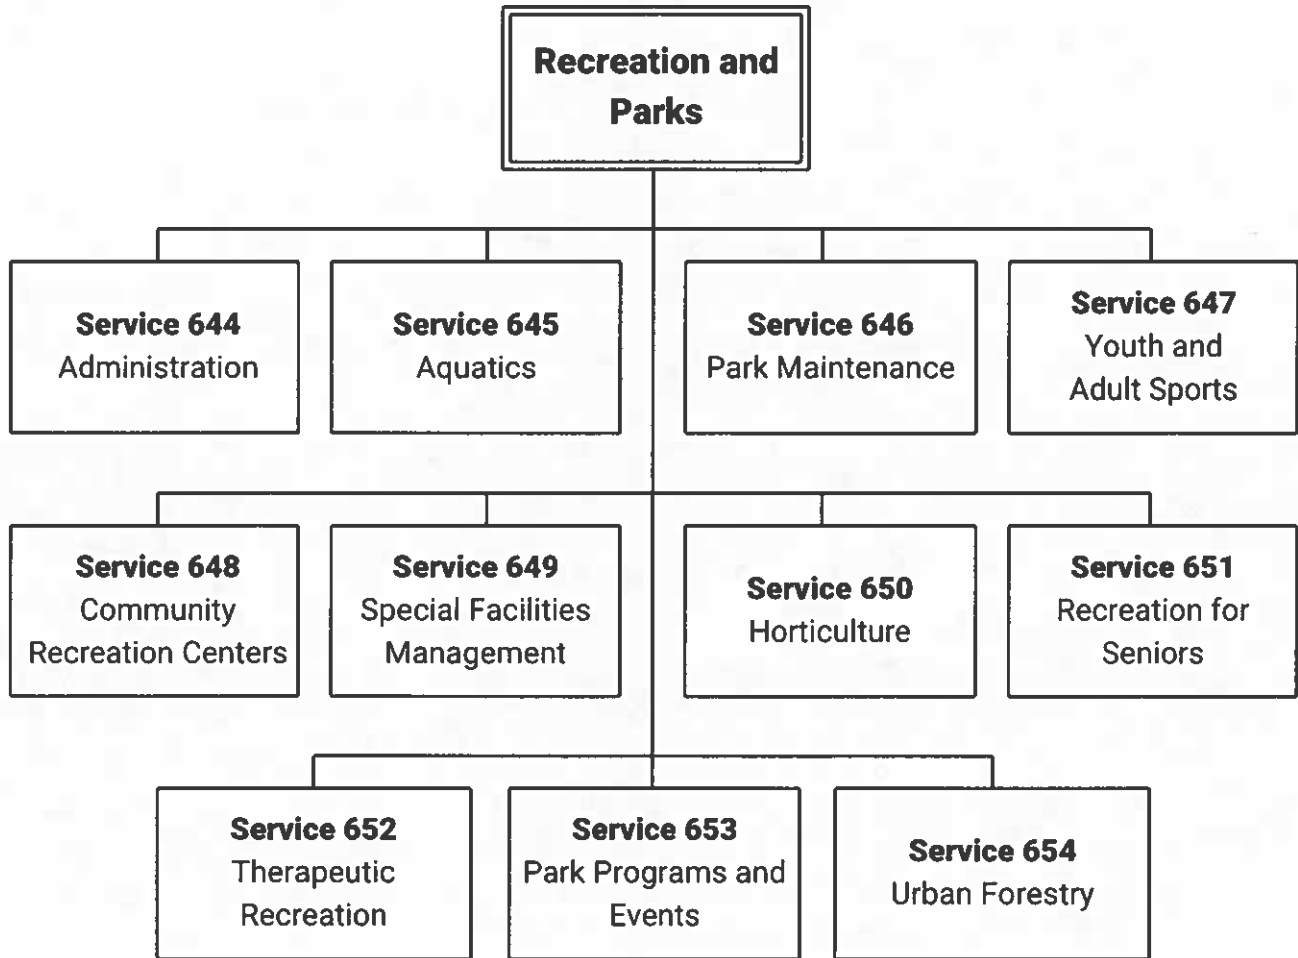 Recreation and
Parks
Service 644
Administration
Service 645
Aquatics
Service 646
Park Maintenance
Service 647
Youth and
Adult Sports
Service 648
Community
Recreation Centers
Service 649
Special Facilities
Management
Service 650
Horticulture
Service 651
Recreation for
Seniors
Service 652
Therapeutic
Recreation
Service 653
Park Programs and
Events
Service 654
Urban Forestry